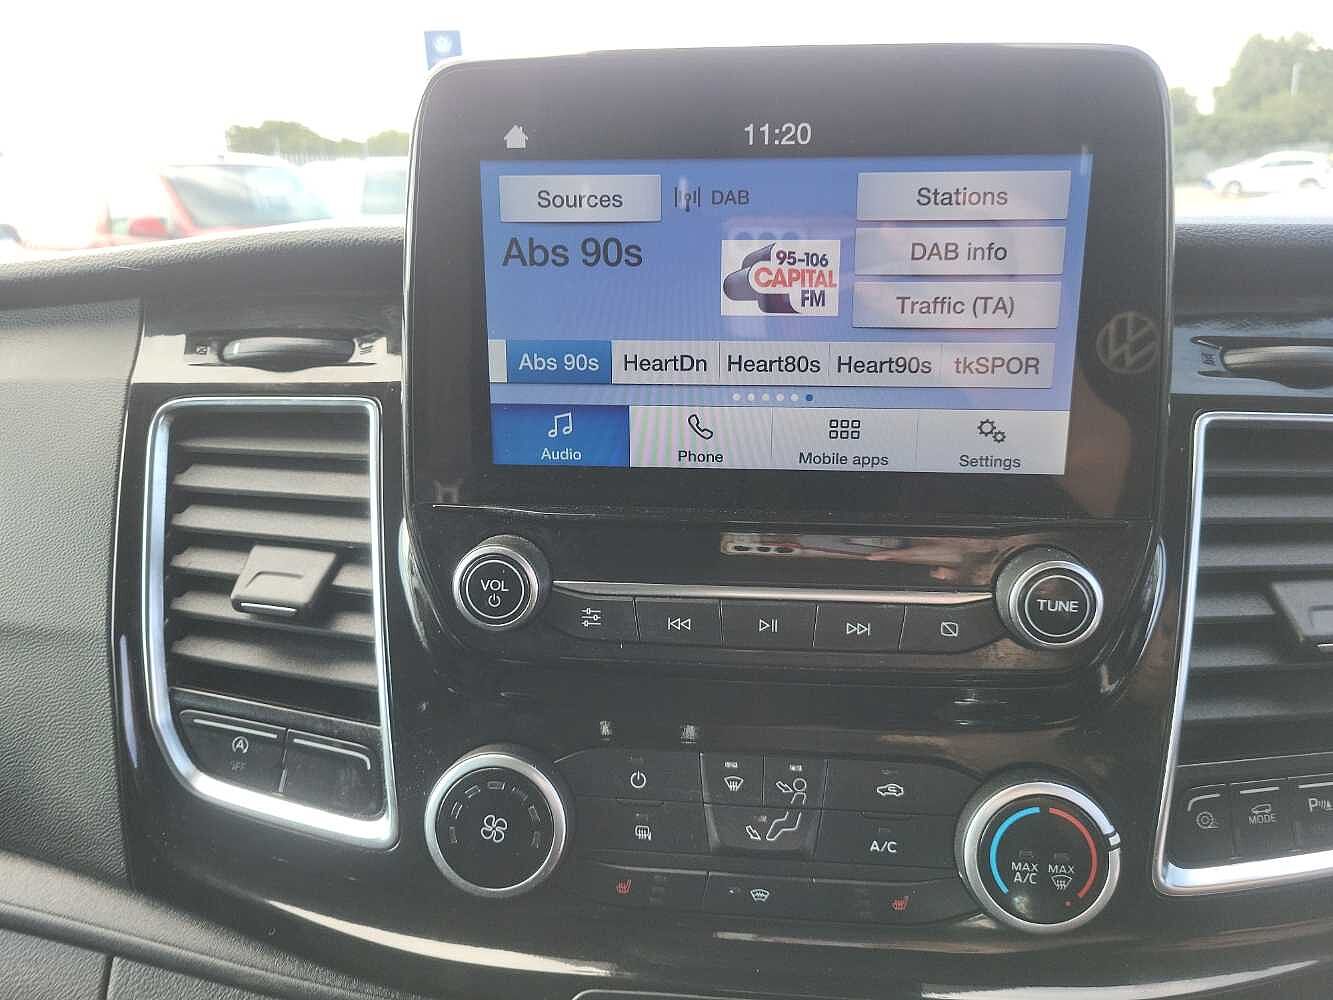 11:20
Sources
DAB
Stations
Abs 90s
DAB info
95-106
CAPITAL
FM
Traffic (TA)
Abs 90s
HeartDn
Heart80s
Heart90s
tkSPOR
Audio
Phone
Mobile apps
Settings
VOL
TUNE
A
OFF
MODE
P
A/C
MAX
A/C
MAX